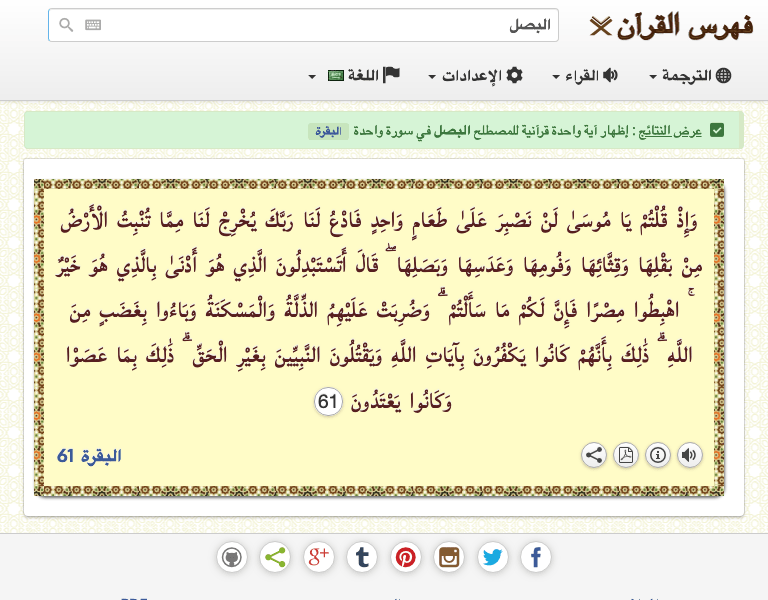 فهرس القرآن
البصل
الترجمة
القراء
الإعدادات
اللغة
عرض النتائج : إظهار آية واحدة قرآنية للمصطلح البصل في سورة واحدة البقرة
وَإِذْ قُلْتُمْ يَا مُوسَىٰ لَنْ نَصْبِرَ عَلَىٰ طَعَامٍ وَاحِدٍ فَادْعُ لَنَا رَبَّكَ يُخْرِجْ لَنَا مِمَّا تُنْبِتُ الْأَرْضُ
مِنْ بَقْلِهَا وَقِثَّائِهَا وَفُومِهَا وَعَدَسِهَا وَبَصَلِهَا ۖ قَالَ أَتَسْتَبْدِلُونَ الَّذِي هُوَ أَدْنَىٰ بِالَّذِي هُوَ خَيْرٌ
ۚ اهْبِطُوا مِصْرًا فَإِنَّ لَكُمْ مَا سَأَلْتُمْ ۗ وَضُرِبَتْ عَلَيْهِمُ الذِّلَّةُ وَالْمَسْكَنَةُ وَبَاءُوا بِغَضَبٍ مِنَ
اللَّهِ ۗ ذَٰلِكَ بِأَنَّهُمْ كَانُوا يَكْفُرُونَ بِآيَاتِ اللَّهِ وَيَقْتُلُونَ النَّبِيِّينَ بِغَيْرِ الْحَقِّ ۗ ذَٰلِكَ بِمَا عَصَوْا
وَكَانُوا يَعْتَدُونَ 61
البقرة 61